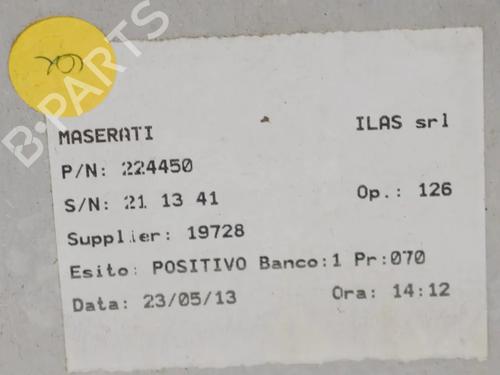 B-PARTS
MASERATI ILAS srl
P/N: 224450
S/N: 21 13 41 Op.: 126
Supplier: 19728
Esito: POSITIVO Banco:1 Pr:070
Data: 23/05/13 Ora: 14:12